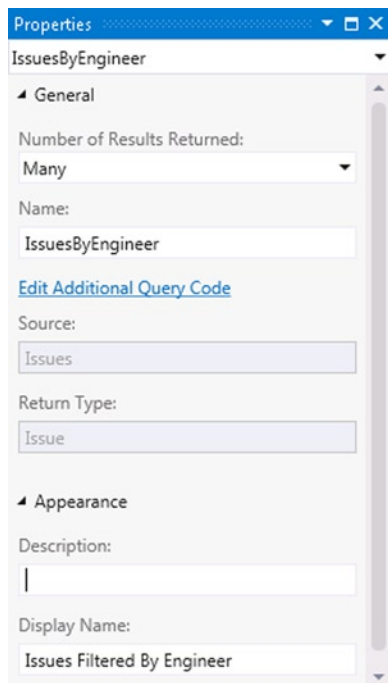 Properties
IssuesByEngineer
General
Number of Results Returned:
Many
Name:
IssuesByEngineer
Edit Additional Query Code
Source:
Issues
Return Type:
Issue
Appearance
Description:
Display Name:
Issues Filtered By Engineer